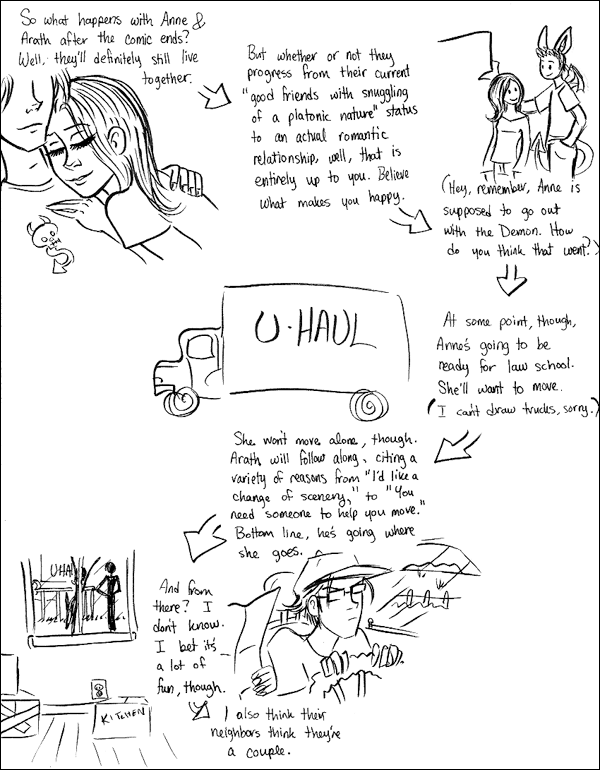 So what happens with Anne &
Arath after the comic ends?
Well, they'll definitely still live
together.
But whether or not they
progress from their current
"good friends with snuggling
of a platonic nature" status
to an actual romantic
relationship, well, that is
entirely up to you. Believe
what makes you happy.
(Hey, remember, Anne is
supposed to go out
with the Demon. How
do you think that went?)
At some point, though,
Anne's going to be
ready for law school.
She'll want to move.
(I can't draw trucks, sorry.)
U-HAUL
She won't move alone, though.
Arath will follow along, citing a
variety of reasons from "I'd like a
change of scenery," to "You
need someone to help you move."
Bottom line, he's going where
she goes.
UHA
KITCHEN
And from
there? I
don't know.
I bet it's
a lot of
fun, though.
I also think their
neighbors think they're
a couple.